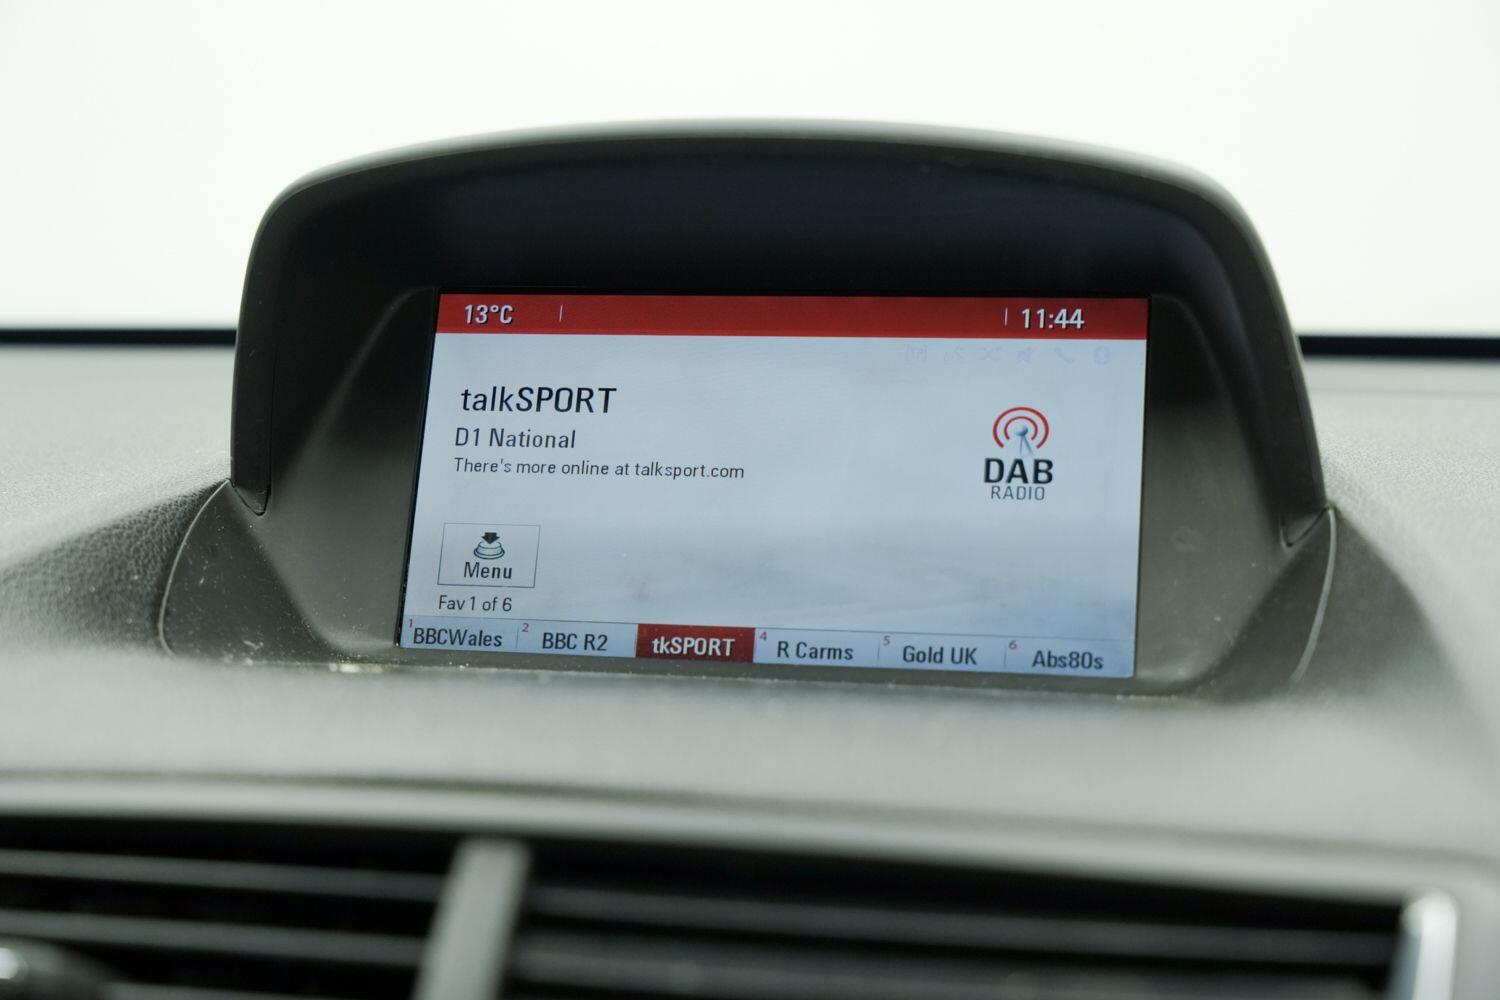 13°C 11:44
talkSPORT
D1 National
There's more online at talksport.com
DAB
RADIO
Menu
Fav 1 of 6
1 BBCWales 2 BBC R2 tkSPORT 4 R Carms 5 Gold UK 6 Abs80s